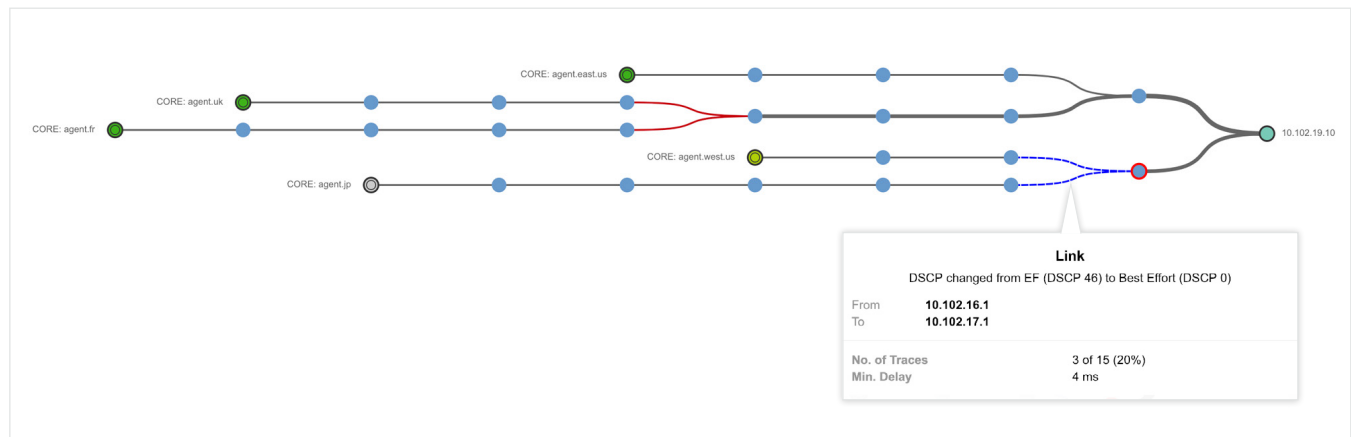 CORE: agent.east.us
CORE: agent.uk
CORE: agent.fr
10.102.19.10
CORE: agent.west.us
CORE: agent.jp
Link
DSCP changed from EF (DSCP 46) to Best Effort (DSCP 0)
From 10.102.16.1
To 10.102.17.1
No. of Traces 3 of 15 (20%)
Min. Delay 4 ms